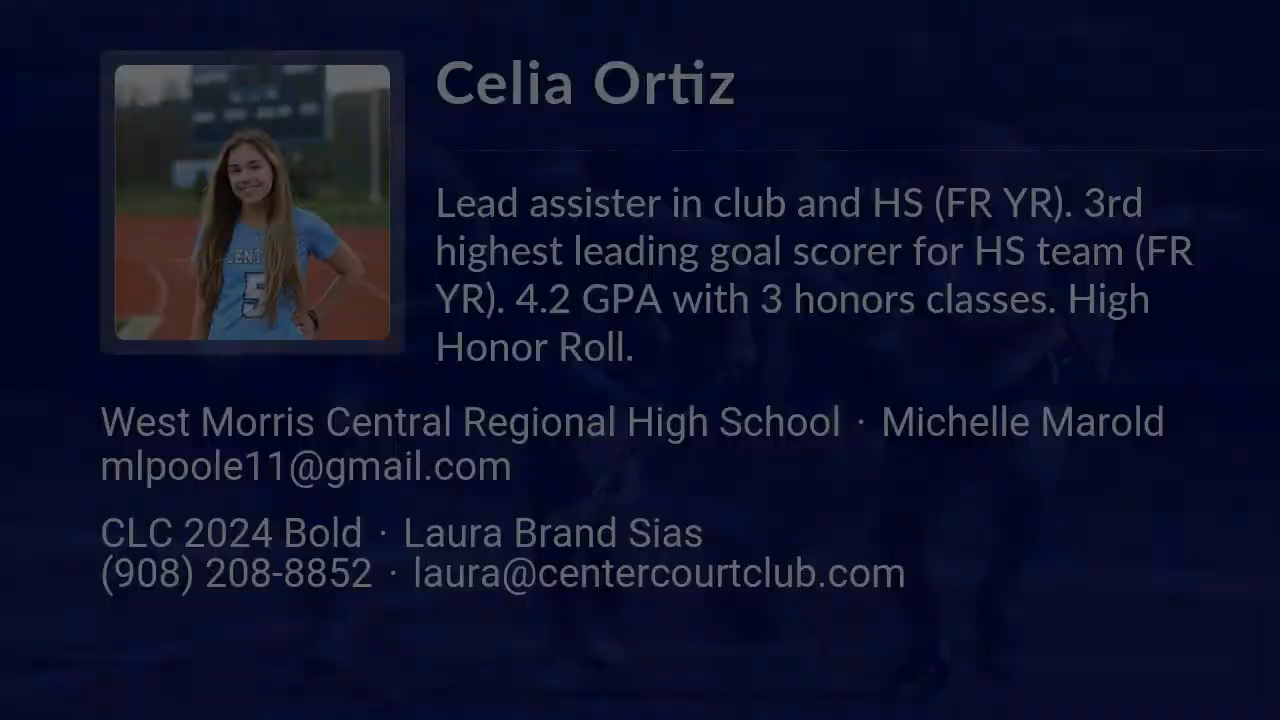 Celia Ortiz
Lead assister in club and HS (FR YR). 3rd
highest leading goal scorer for HS team (FR
YR). 4.2 GPA with 3 honors classes. High
Honor Roll.
West Morris Central Regional High School · Michelle Marold
mlpoole11@gmail.com
CLC 2024 Bold · Laura Brand Sias
(908) 208-8852 · laura@centercourtclub.com
5